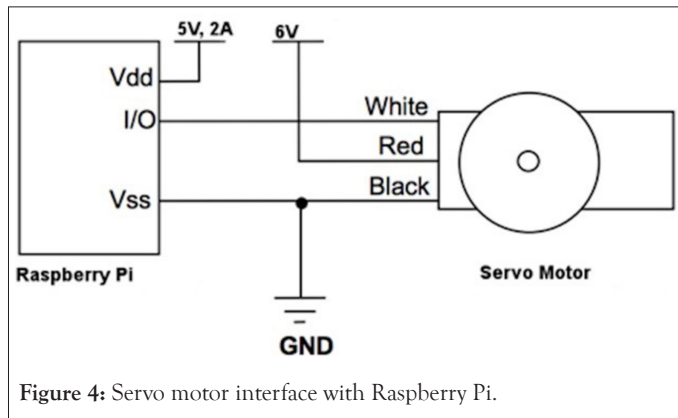 5V, 2A 6V
Vdd
I/O
White
Red
Vss
Black
Raspberry Pi
Servo Motor
GND
Figure 4: Servo motor interface with Raspberry Pi.